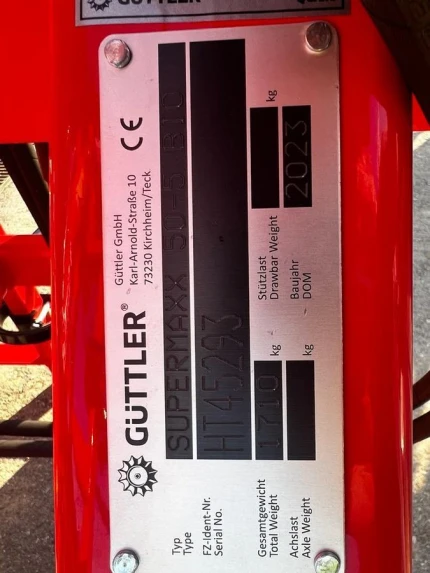 GÜTTLER
GÜTTLER®
Güttler GmbH
Karl-Arnold-Straße 10
73230 Kirchheim/Teck
CE
Typ
Type
SUPERMAXX 50-5 BIO
FZ-Ident-Nr.
Serial No.
HT45293
Gesamtgewicht
Total Weight
1710 kg
Stützlast
Drawbar Weight
kg
Achslast
Axle Weight
kg
Baujahr
DOM
2023